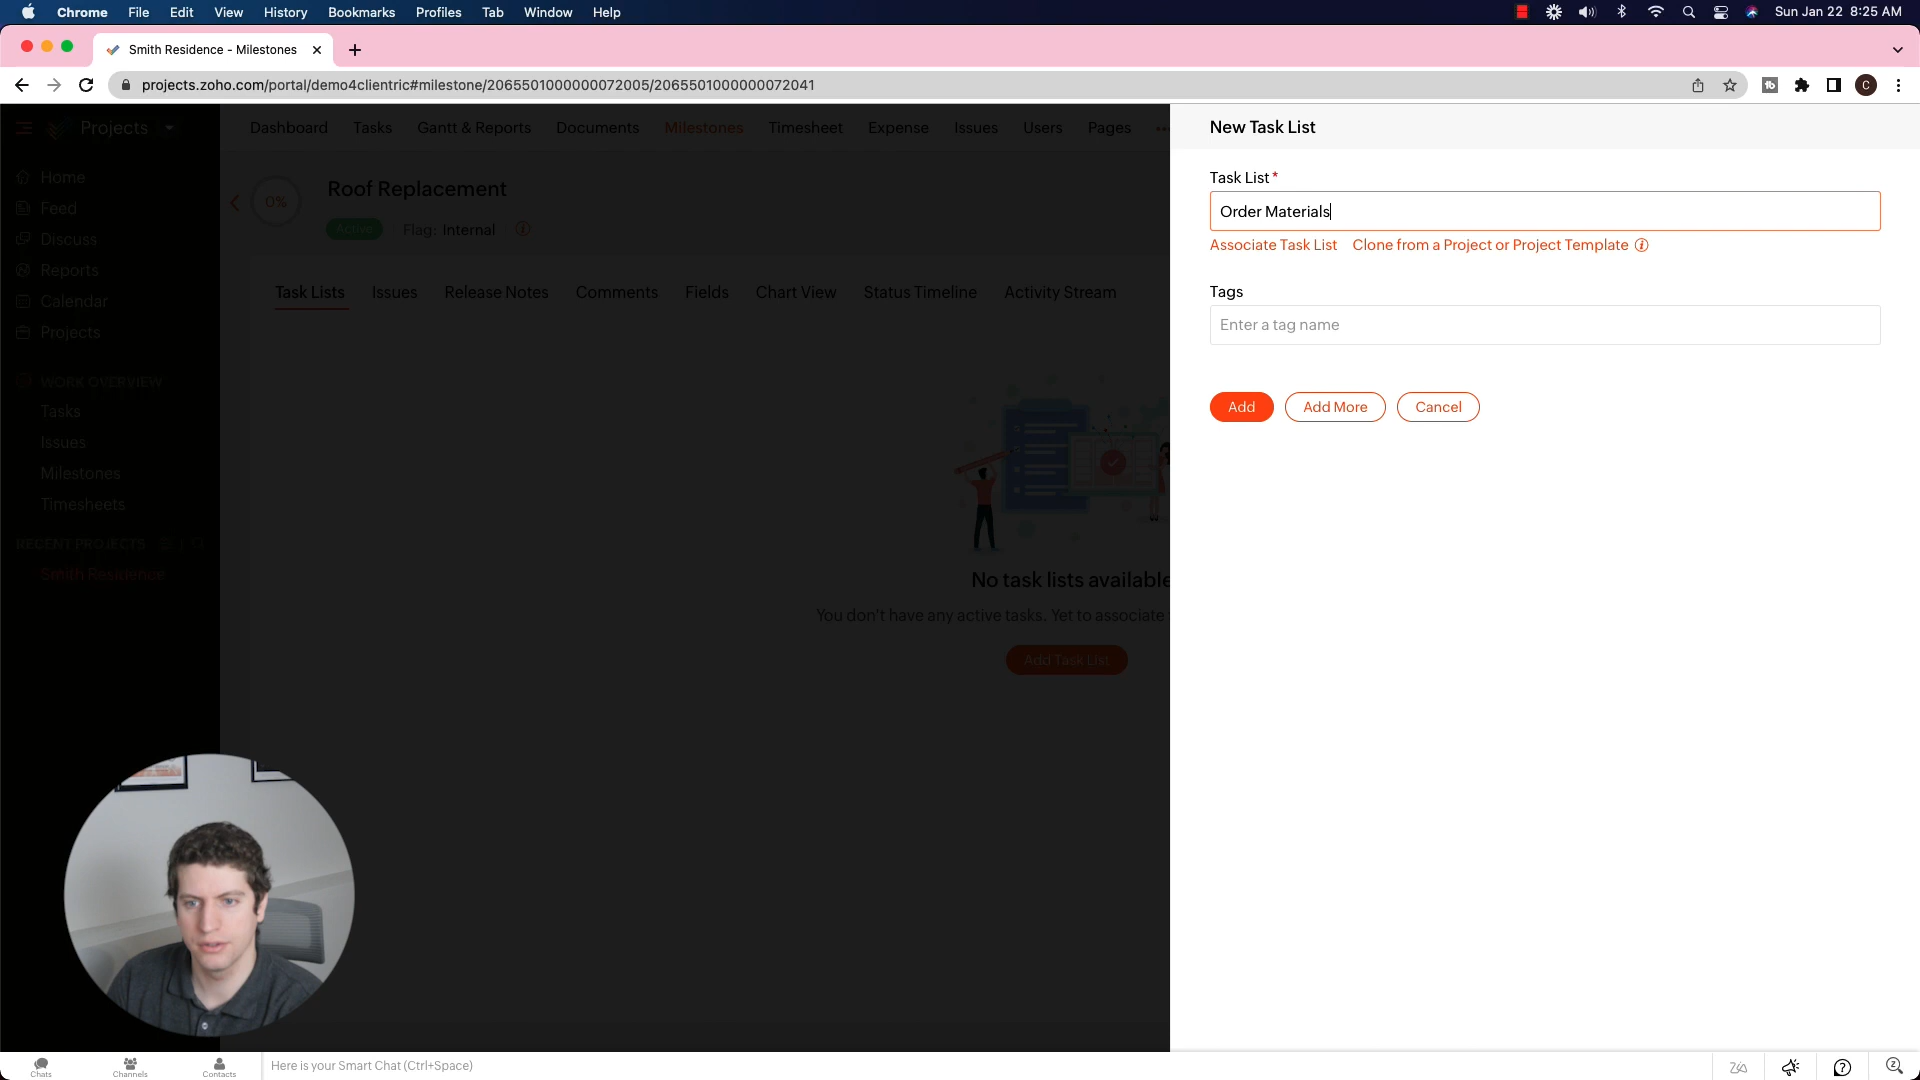 Chrome File Edit View History Bookmarks Profiles Tab Window Help Sun Jan 22 8:25 AM
Smith Residence - Milestones
projects.zoho.com/portal/demo4clientric#milestone/2065501000000072005/2065501000000072041
C
Projects
Dashboard Tasks Gantt & Reports Documents Milestones Timesheet Expense Issues Users Pages
New Task List
Home
Feed
Discuss
Reports
Calendar
Projects
WORK OVERVIEW
Tasks
Issues
Milestones
Timesheets
RECENT PROJECTS
Smith Residence
0%
Roof Replacement
Active Flag: Internal
Task Lists Issues Release Notes Comments Fields Chart View Status Timeline Activity Stream
No task lists available
You don't have any active tasks. Yet to associate
Add Task List
Task List *
Order Materials
Associate Task List Clone from a Project or Project Template
Tags
Enter a tag name
Add Add More Cancel
Chats Channels Contacts Here is your Smart Chat (Ctrl+Space)